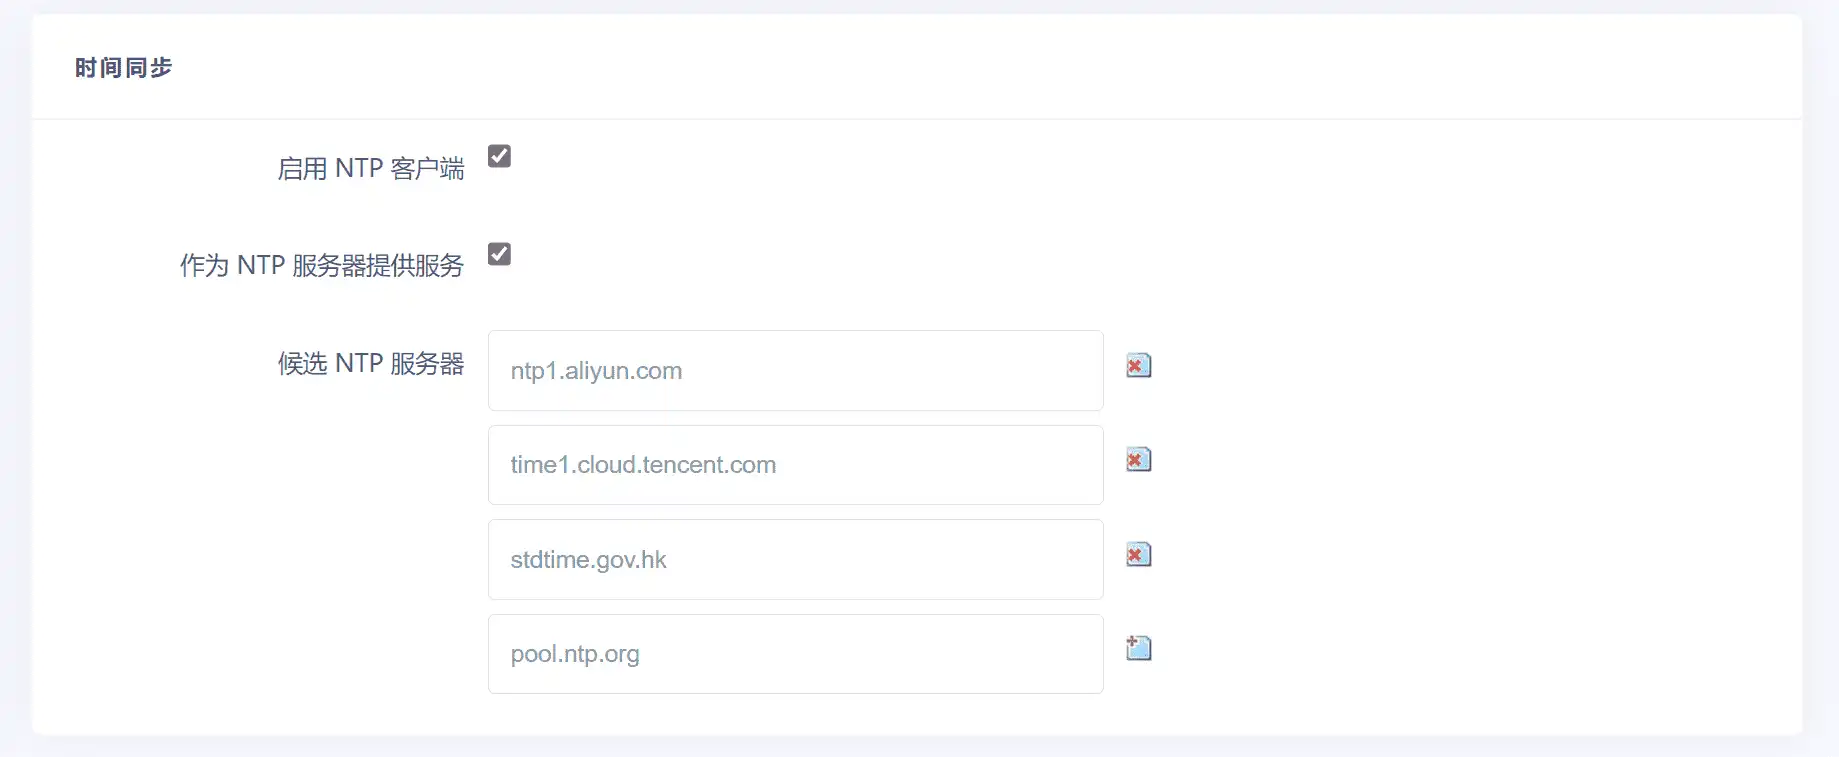 时间同步
启用 NTP 客户端
作为 NTP 服务器提供服务
候选 NTP 服务器
ntp1.aliyun.com
time1.cloud.tencent.com
stdtime.gov.hk
pool.ntp.org